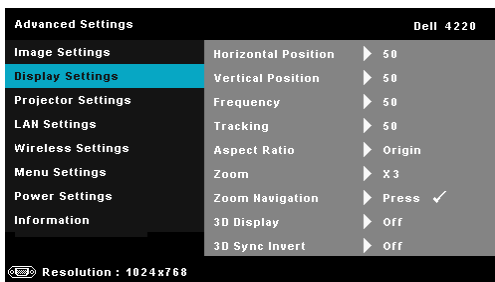 Advanced Settings Dell 4220
Image Settings Horizontal Position 50
Display Settings Vertical Position 50
Projector Settings Frequency 50
LAN Settings Tracking 50
Wireless Settings Aspect Ratio Origin
Menu Settings Zoom X3
Power Settings Zoom Navigation Press ✓
Information 3D Display Off
3D Sync Invert Off
Resolution : 1024x768